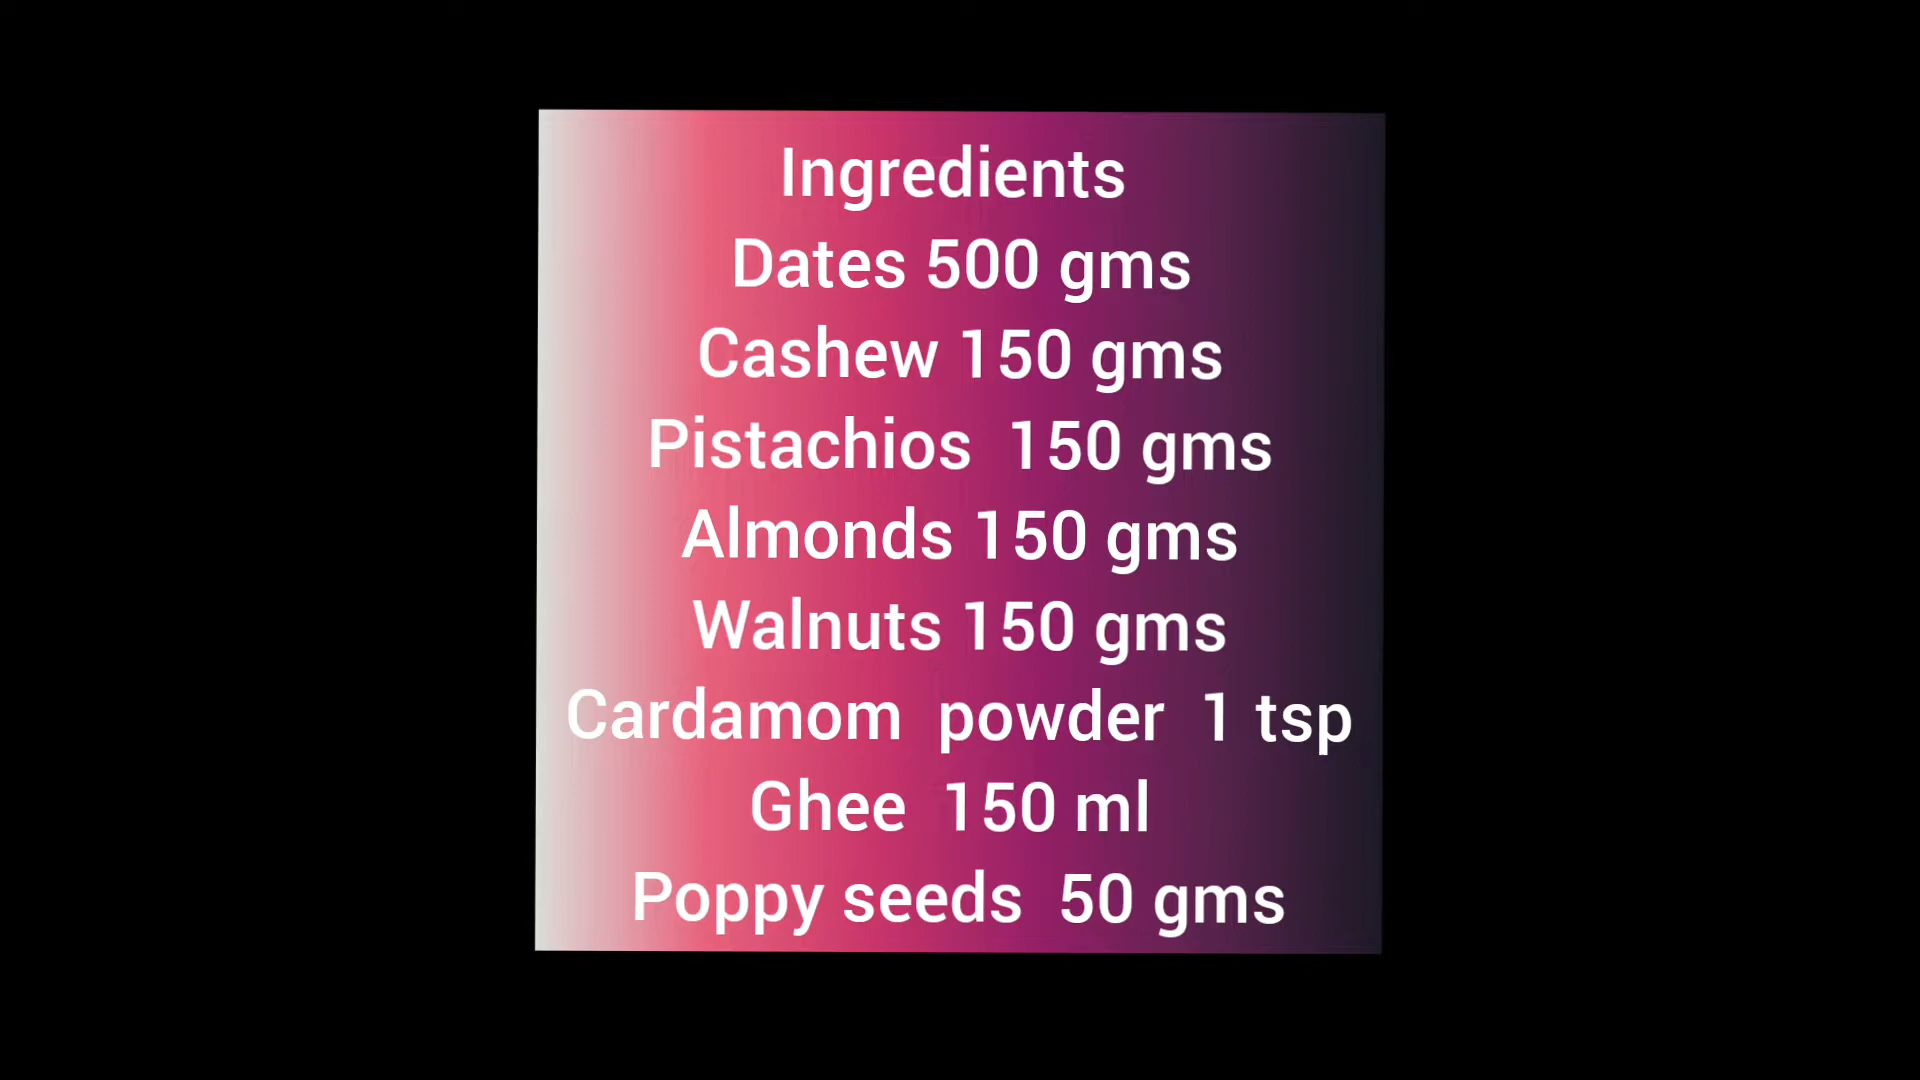 Ingredients
Dates 500 gms
Cashew 150 gms
Pistachios 150 gms
Almonds 150 gms
Walnuts 150 gms
Cardamom powder 1 tsp
Ghee 150 ml
Poppy seeds 50 gms